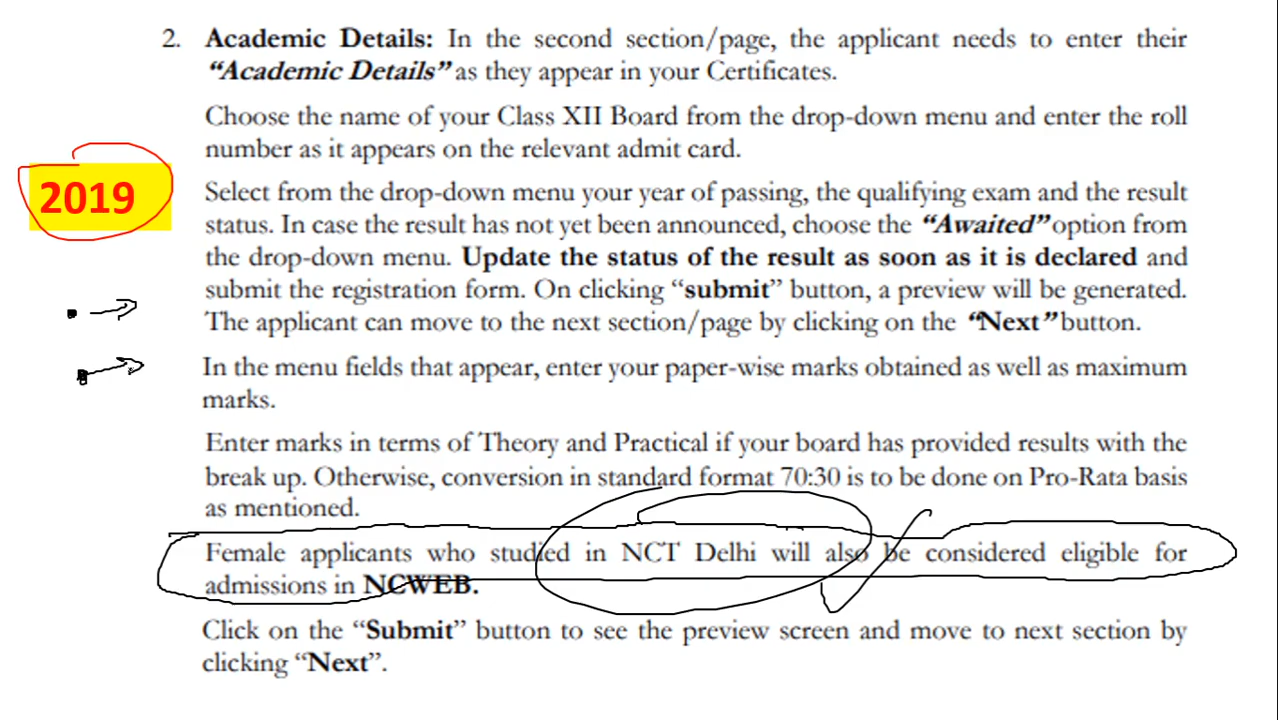 2. Academic Details: In the second section/page, the applicant needs to enter their
“Academic Details” as they appear in your Certificates.
Choose the name of your Class XII Board from the drop-down menu and enter the roll
number as it appears on the relevant admit card.
2019
Select from the drop-down menu your year of passing, the qualifying exam and the result
status. In case the result has not yet been announced, choose the “Awaited” option from
the drop-down menu. Update the status of the result as soon as it is declared and
submit the registration form. On clicking “submit” button, a preview will be generated.
The applicant can move to the next section/page by clicking on the “Next” button.
In the menu fields that appear, enter your paper-wise marks obtained as well as maximum
marks.
Enter marks in terms of Theory and Practical if your board has provided results with the
break up. Otherwise, conversion in standard format 70:30 is to be done on Pro-Rata basis
as mentioned.
Female applicants who studied in NCT Delhi will also be considered eligible for
admissions in NCWEB.
Click on the “Submit” button to see the preview screen and move to next section by
clicking “Next”.